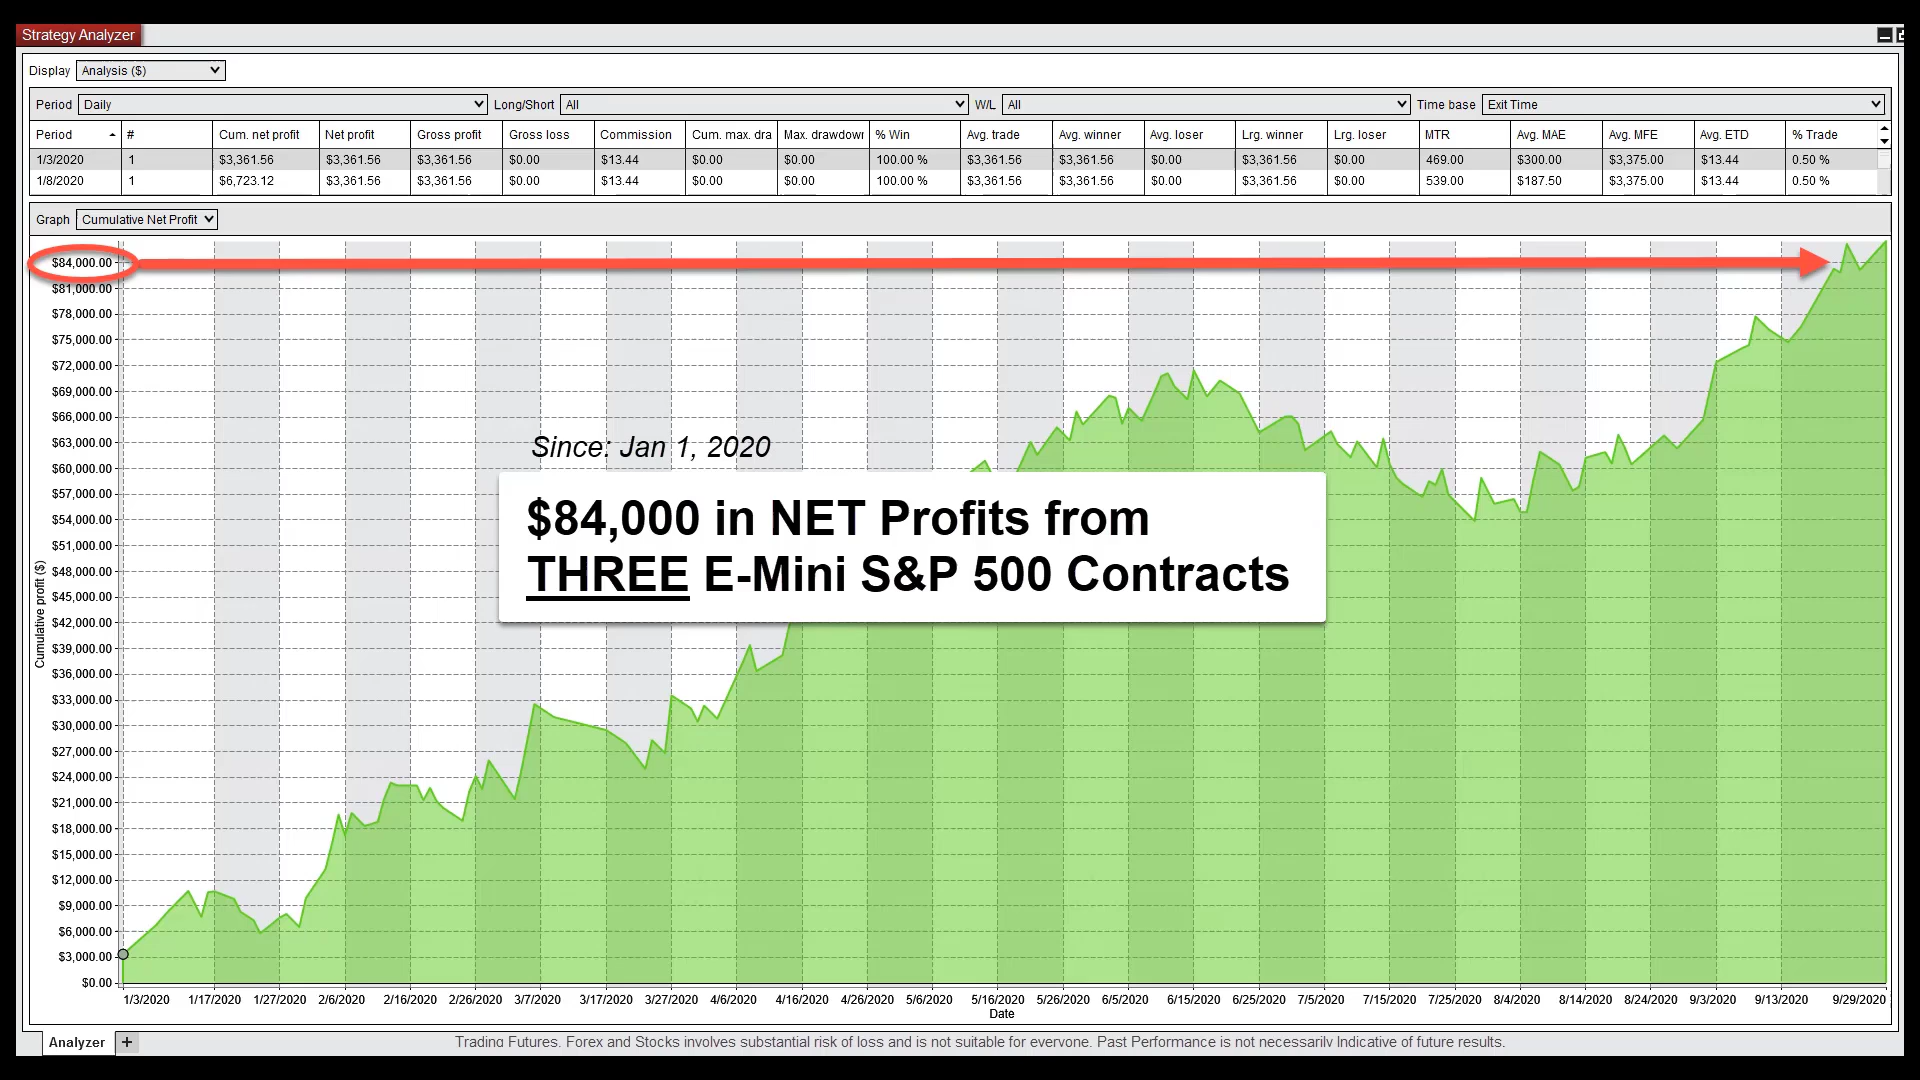 Strategy Analyzer
Display Analysis ($)
Period Daily Long/Short All W/L All Time base Exit Time
Period # Cum. net profit Net profit Gross profit Gross loss Commission Cum. max. dra Max. drawdown % Win Avg. trade Avg. winner Avg. loser Lrg. winner Lrg. loser MTR Avg. MAE Avg. MFE Avg. ETD % Trade
1/3/2020 1 $3,361.56 $3,361.56 $3,361.56 $0.00 $13.44 $0.00 $0.00 100.00 % $3,361.56 $3,361.56 $0.00 $3,361.56 $0.00 469.00 $300.00 $3,375.00 $13.44 0.50 %
1/8/2020 1 $6,723.12 $3,361.56 $3,361.56 $0.00 $13.44 $0.00 $0.00 100.00 % $3,361.56 $3,361.56 $0.00 $3,361.56 $0.00 539.00 $187.50 $3,375.00 $13.44 0.50 %
Graph Cumulative Net Profit
$84,000.00
$81,000.00
$78,000.00
$75,000.00
$72,000.00
$69,000.00
$66,000.00
$63,000.00
$60,000.00
$57,000.00
$54,000.00
$51,000.00
$48,000.00
$45,000.00
$42,000.00
$39,000.00
$36,000.00
$33,000.00
$30,000.00
$27,000.00
$24,000.00
$21,000.00
$18,000.00
$15,000.00
$12,000.00
$9,000.00
$6,000.00
$3,000.00
$0.00
Cumulative profit ($)
Since: Jan 1, 2020
$84,000 in NET Profits from
THREE E-Mini S&P 500 Contracts
1/3/2020 1/17/2020 1/27/2020 2/6/2020 2/16/2020 2/26/2020 3/7/2020 3/17/2020 3/27/2020 4/6/2020 4/16/2020 4/26/2020 5/6/2020 5/16/2020 5/26/2020 6/5/2020 6/15/2020 6/25/2020 7/5/2020 7/15/2020 7/25/2020 8/4/2020 8/14/2020 8/24/2020 9/3/2020 9/13/2020 9/29/2020
Date
Analyzer +
Trading Futures, Forex and Stocks involves substantial risk of loss and is not suitable for everyone. Past Performance is not necessarily Indicative of future results.